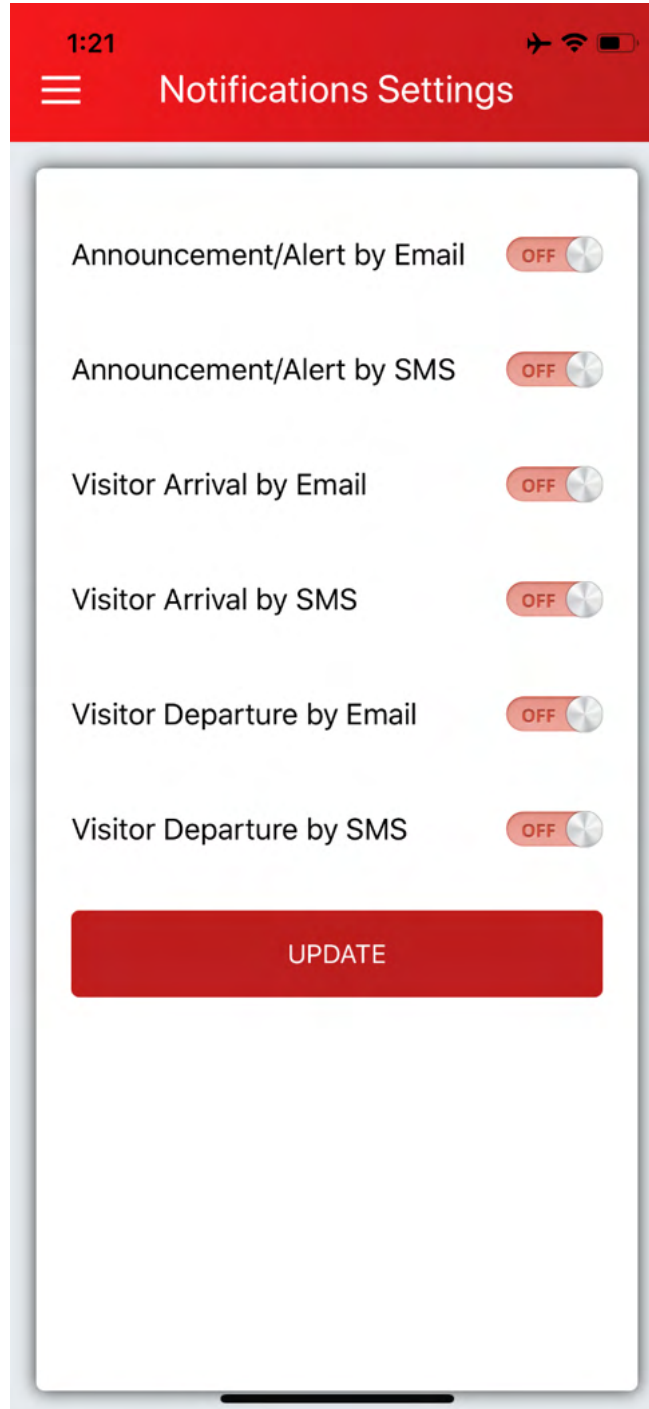 1:21
Notifications Settings
Announcement/Alert by Email OFF
Announcement/Alert by SMS OFF
Visitor Arrival by Email OFF
Visitor Arrival by SMS OFF
Visitor Departure by Email OFF
Visitor Departure by SMS OFF
UPDATE